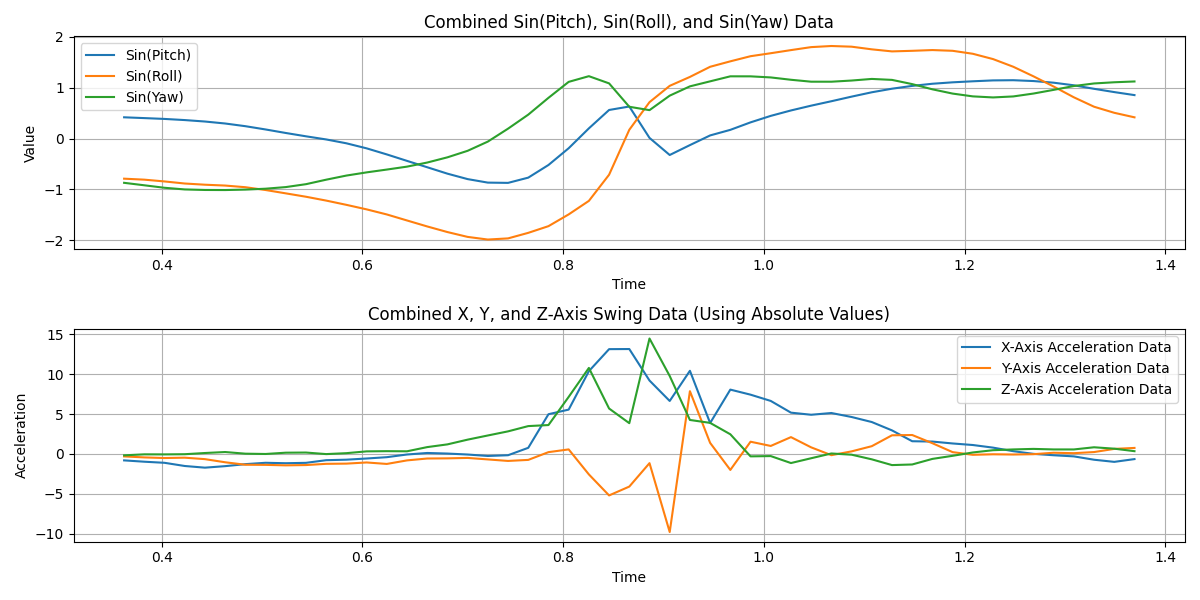 Combined Sin(Pitch), Sin(Roll), and Sin(Yaw) Data
Value
2
1
0
−1
−2
Sin(Pitch)
Sin(Roll)
Sin(Yaw)
0.4 0.6 0.8 1.0 1.2 1.4
Time
Combined X, Y, and Z-Axis Swing Data (Using Absolute Values)
Acceleration
15
10
5
0
−5
−10
X-Axis Acceleration Data
Y-Axis Acceleration Data
Z-Axis Acceleration Data
0.4 0.6 0.8 1.0 1.2 1.4
Time